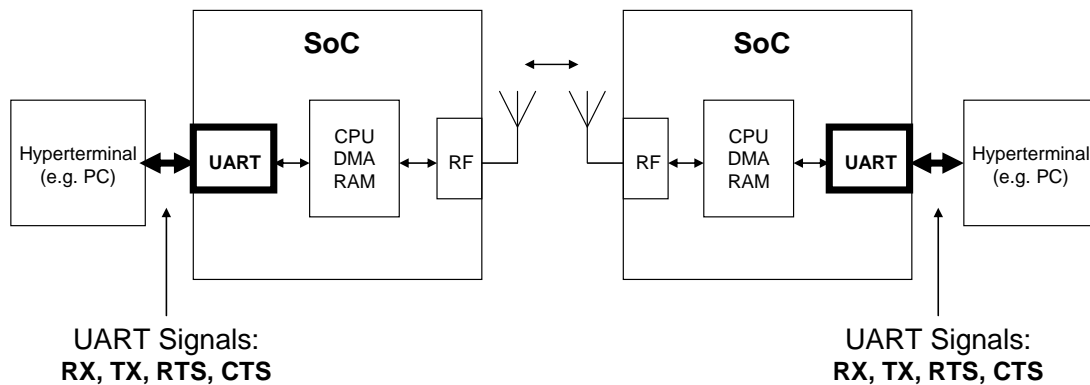 SoC
SoC
Hyperterminal
(e.g. PC)
UART
CPU
DMA
RAM
RF
RF
CPU
DMA
RAM
UART
Hyperterminal
(e.g. PC)
UART Signals:
RX, TX, RTS, CTS
UART Signals:
RX, TX, RTS, CTS